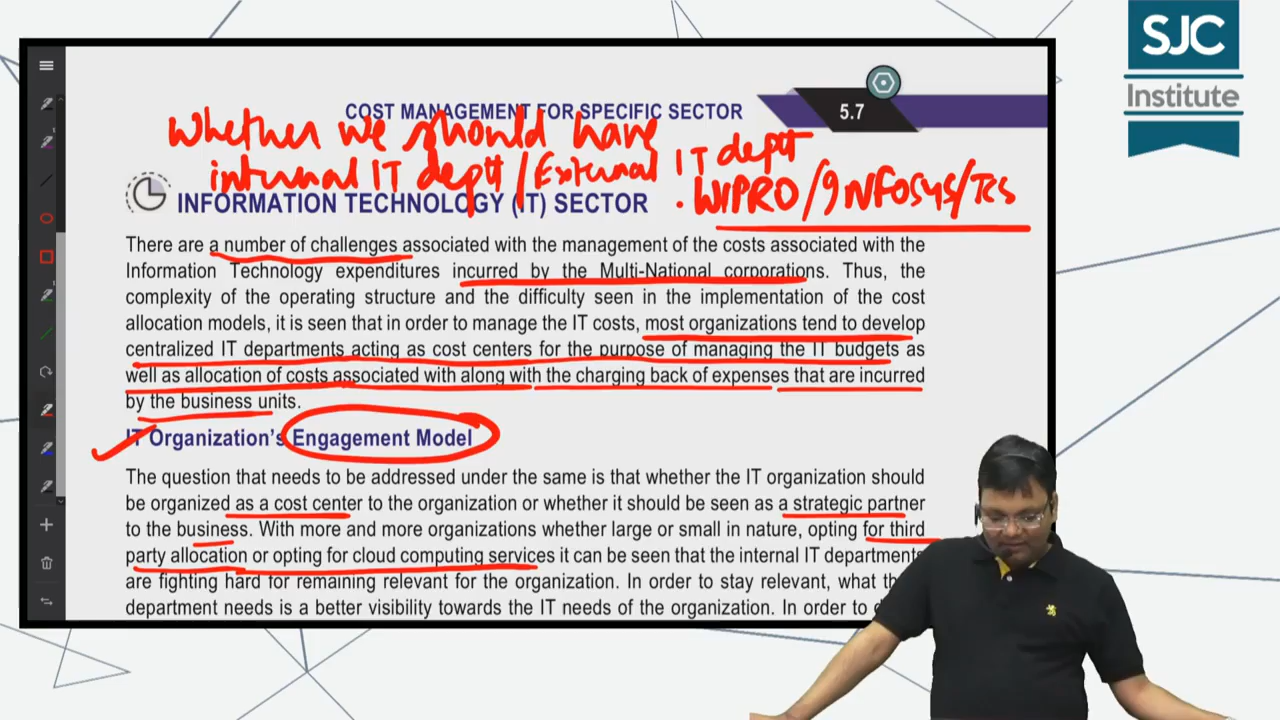 SJC
Institute
COST MANAGEMENT FOR SPECIFIC SECTOR
5.7
Whether we should have
internal IT deptt / External IT deptt
. WIPRO/INFOSYS/TCS
INFORMATION TECHNOLOGY (IT) SECTOR
There are a number of challenges associated with the management of the costs associated with the
Information Technology expenditures incurred by the Multi-National corporations. Thus, the
complexity of the operating structure and the difficulty seen in the implementation of the cost
allocation models, it is seen that in order to manage the IT costs, most organizations tend to develop
centralized IT departments acting as cost centers for the purpose of managing the IT budgets as
well as allocation of costs associated with along with the charging back of expenses that are incurred
by the business units.
IT Organization's Engagement Model
The question that needs to be addressed under the same is that whether the IT organization should
be organized as a cost center to the organization or whether it should be seen as a strategic partner
to the business. With more and more organizations whether large or small in nature, opting for third
party allocation or opting for cloud computing services it can be seen that the internal IT departments
are fighting hard for remaining relevant for the organization. In order to stay relevant, what
department needs is a better visibility towards the IT needs of the organization. In order to